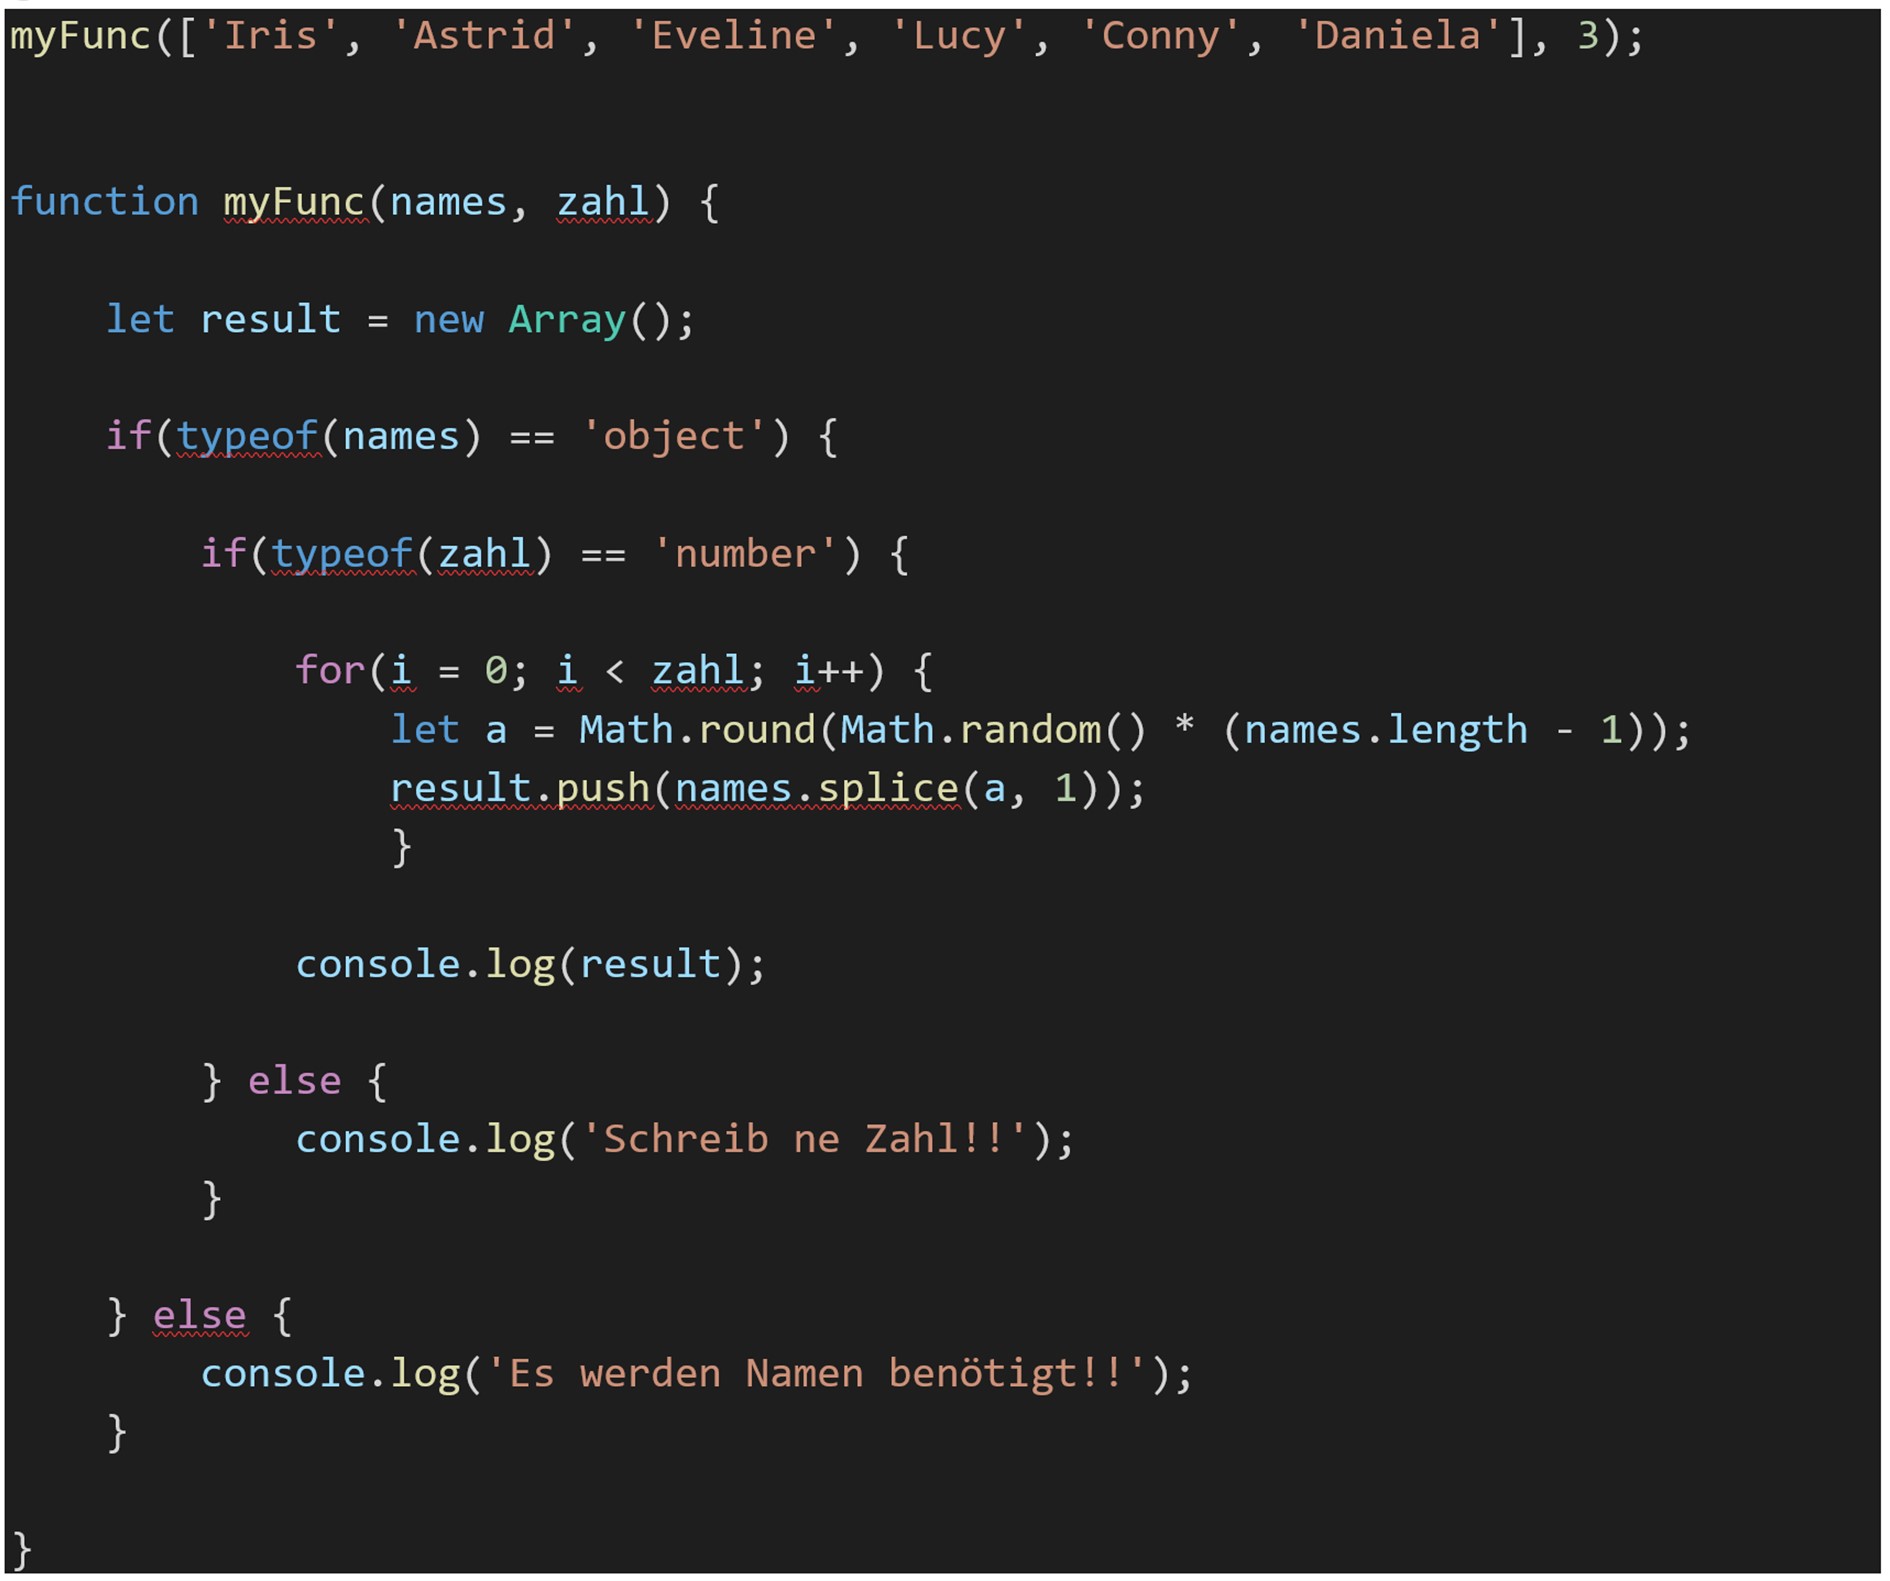 myFunc(['Iris', 'Astrid', 'Eveline', 'Lucy', 'Conny', 'Daniela'], 3);
function myFunc(names, zahl) {
    let result = new Array();
    if(typeof(names) == 'object') {
        if(typeof(zahl) == 'number') {
            for(i = 0; i < zahl; i++) {
                let a = Math.round(Math.random() * (names.length - 1));
                result.push(names.splice(a, 1));
                }
            console.log(result);
        } else {
            console.log('Schreib ne Zahl!!');
        }
    } else {
        console.log('Es werden Namen benötigt!!');
    }
}